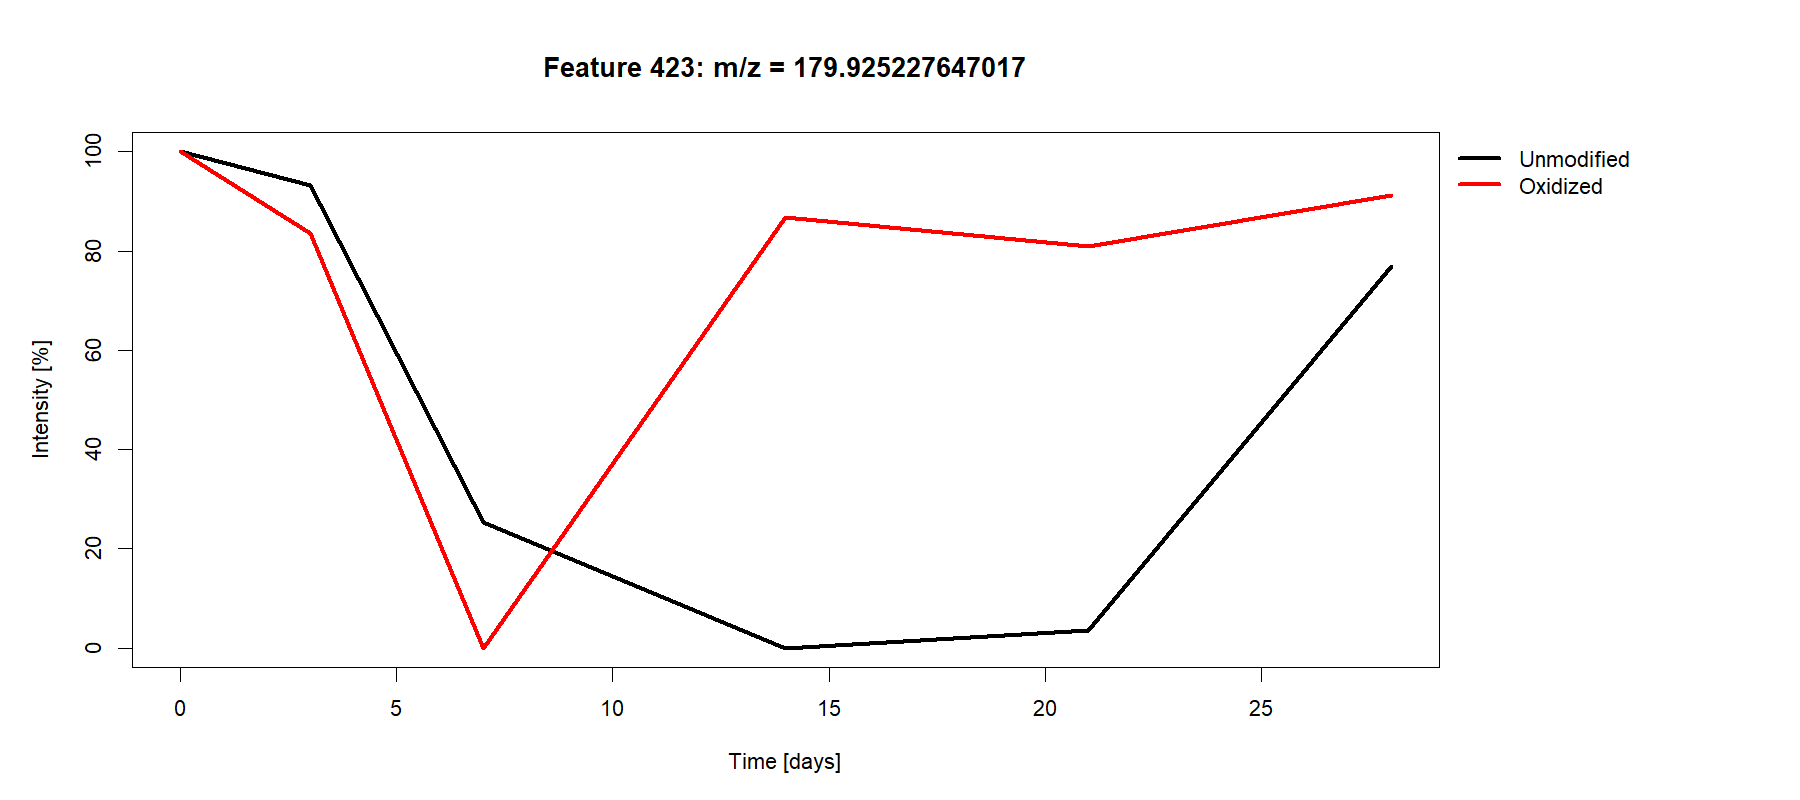 Feature 423: m/z = 179.925227647017
Unmodified
Oxidized
Intensity [%]
100
80
60
40
20
0
0 5 10 15 20 25
Time [days]